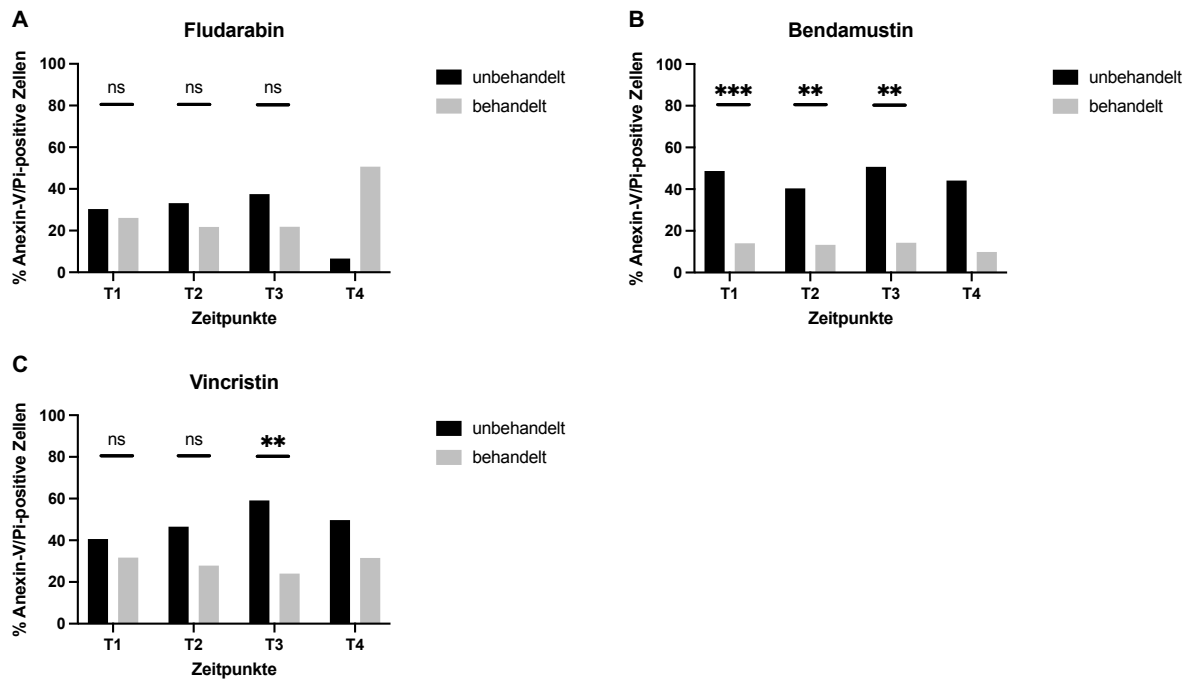 A
Fludarabin
% Anexin-V/Pi-positive Zellen
100
80
60
40
20
0
ns ns ns
T1 T2 T3 T4
Zeitpunkte
unbehandelt
behandelt
B
Bendamustin
% Anexin-V/Pi-positive Zellen
100
80
60
40
20
0
*** ** **
T1 T2 T3 T4
Zeitpunkte
unbehandelt
behandelt
C
Vincristin
% Anexin-V/Pi-positive Zellen
100
80
60
40
20
0
ns ns **
T1 T2 T3 T4
Zeitpunkte
unbehandelt
behandelt